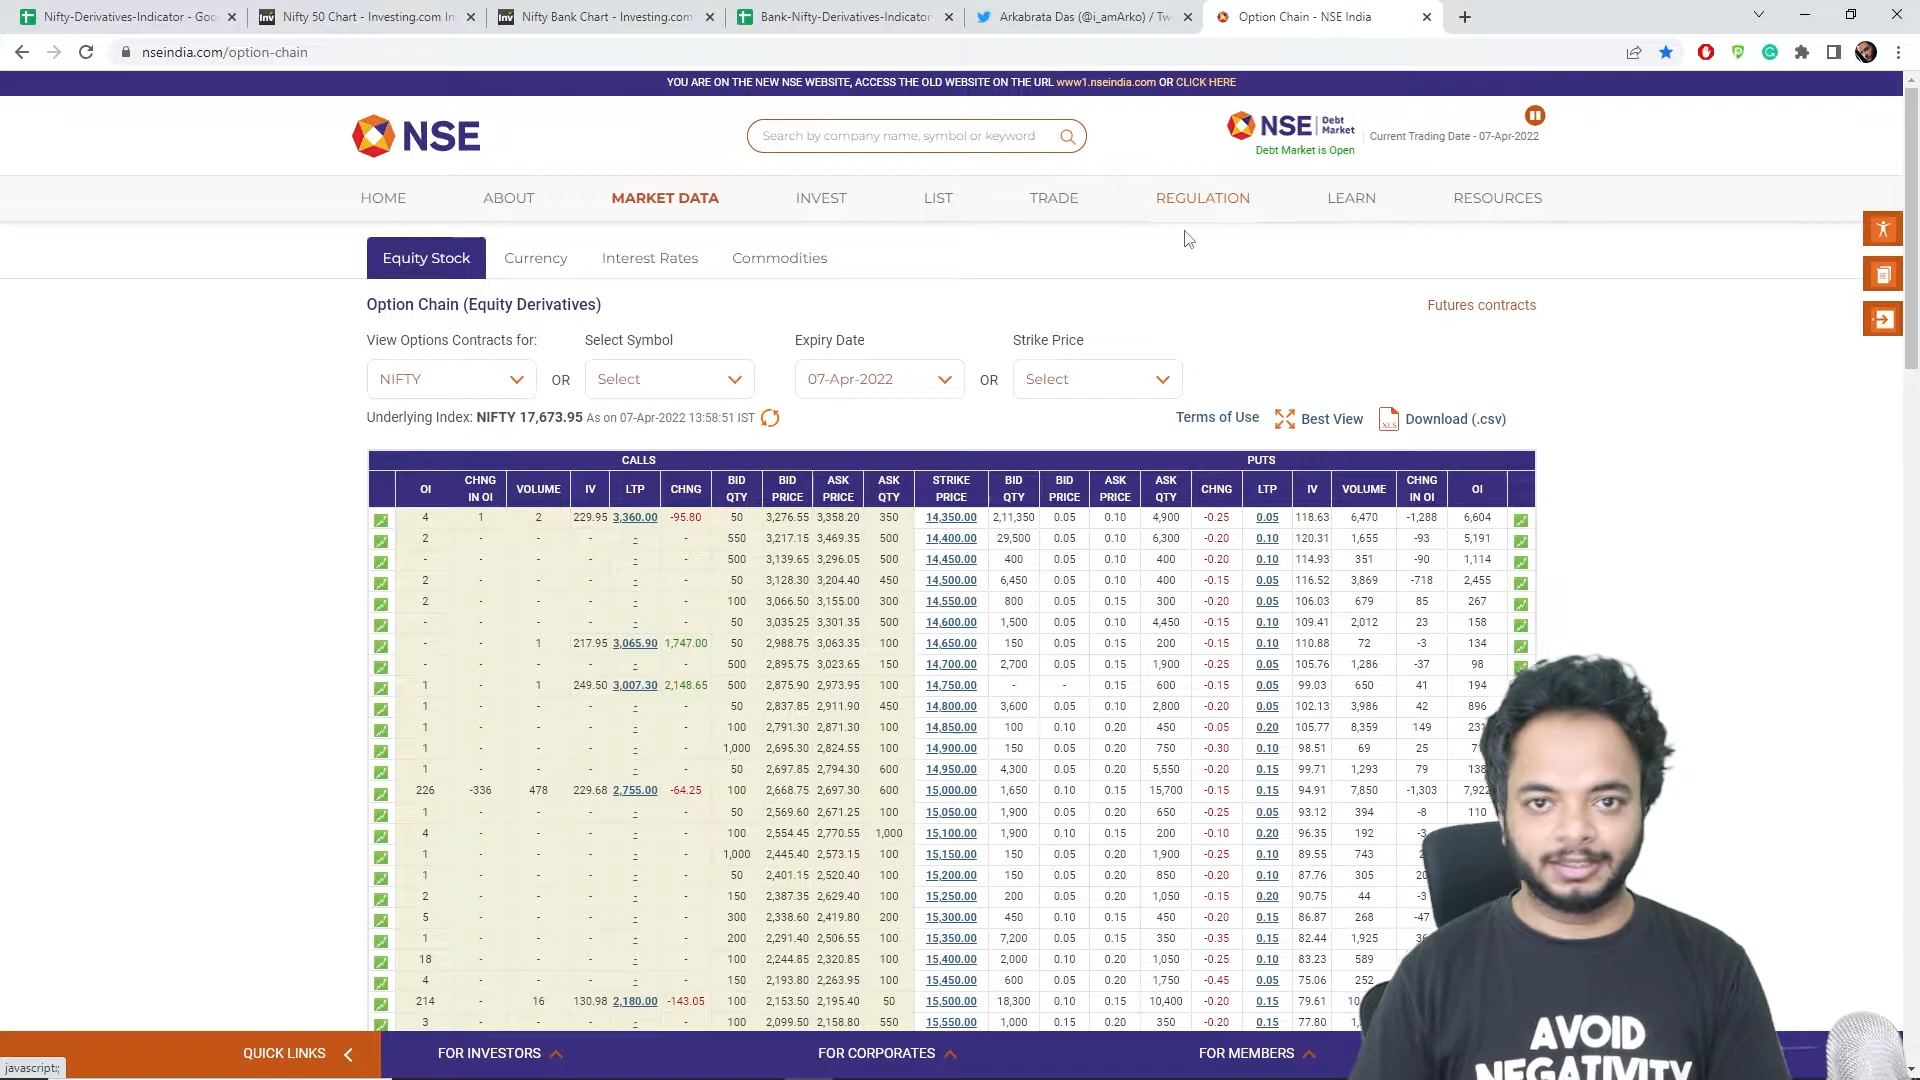 Nifty-Derivatives-Indicator - Goo
Nifty 50 Chart - Investing.com In
Nifty Bank Chart - Investing.com
Bank-Nifty-Derivatives-Indicator
Arkabrata Das (@i_amArko) / Tw
Option Chain - NSE India
nseindia.com/option-chain
YOU ARE ON THE NEW NSE WEBSITE, ACCESS THE OLD WEBSITE ON THE URL www1.nseindia.com OR CLICK HERE
NSE
Search by company name, symbol or keyword
NSE Debt Market
Current Trading Date - 07-Apr-2022
Debt Market is Open
HOME ABOUT MARKET DATA INVEST LIST TRADE REGULATION LEARN RESOURCES
Equity Stock Currency Interest Rates Commodities
Option Chain (Equity Derivatives) Futures contracts
View Options Contracts for: Select Symbol Expiry Date Strike Price
NIFTY OR Select 07-Apr-2022 OR Select
Underlying Index: NIFTY 17,673.95 As on 07-Apr-2022 13:58:51 IST Terms of Use Best View XLS Download (.csv)
CALLS PUTS
OI CHNG IN OI VOLUME IV LTP CHNG BID QTY BID PRICE ASK PRICE ASK QTY STRIKE PRICE BID QTY BID PRICE ASK PRICE ASK QTY CHNG LTP IV VOLUME CHNG IN OI OI
4 1 2 229.95 3,360.00 -95.80 50 3,276.55 3,358.20 350 14,350.00 2,11,350 0.05 0.10 4,900 -0.25 0.05 118.63 6,470 -1,288 6,604
2 - - - - - 550 3,217.15 3,469.35 500 14,400.00 29,500 0.05 0.10 6,300 -0.20 0.10 120.31 1,655 -93 5,191
- - - - - - 500 3,139.65 3,296.05 500 14,450.00 400 0.05 0.10 400 -0.20 0.10 114.93 351 -90 1,114
2 - - - - - 50 3,128.30 3,204.40 450 14,500.00 6,450 0.05 0.10 400 -0.15 0.05 116.52 3,869 -718 2,455
2 - - - - - 100 3,066.50 3,155.00 300 14,550.00 800 0.05 0.15 300 -0.20 0.05 106.03 679 85 267
- - - - - - 50 3,035.25 3,301.35 500 14,600.00 1,500 0.05 0.10 4,450 -0.15 0.10 109.41 2,012 23 158
- - 1 217.95 3,065.90 1,747.00 50 2,988.75 3,063.35 100 14,650.00 150 0.05 0.15 200 -0.15 0.10 110.88 72 -3 134
- - - - - - 500 2,895.75 3,023.65 150 14,700.00 2,700 0.05 0.15 1,900 -0.25 0.05 105.76 1,286 -37 98
1 - 1 249.50 3,007.30 2,148.65 500 2,875.90 2,973.95 100 14,750.00 - - 0.15 600 -0.15 0.05 99.03 650 41 194
1 - - - - - 50 2,837.85 2,911.90 450 14,800.00 3,600 0.05 0.10 2,800 -0.20 0.05 102.13 3,986 42 896
1 - - - - - 100 2,791.30 2,871.30 100 14,850.00 100 0.10 0.20 450 -0.05 0.20 105.77 8,359 149 231
1 - - - - - 1,000 2,695.30 2,824.55 100 14,900.00 150 0.05 0.20 750 -0.30 0.10 98.51 69 25
1 - - - - - 50 2,697.85 2,794.30 600 14,950.00 4,300 0.05 0.20 5,550 -0.20 0.15 99.71 1,293 79 138
226 -336 478 229.68 2,755.00 -64.25 100 2,668.75 2,697.30 600 15,000.00 1,650 0.10 0.15 15,700 -0.15 0.15 94.91 7,850 -1,303 7,922
1 - - - - - 100 2,569.60 2,671.25 100 15,050.00 1,900 0.05 0.20 650 -0.25 0.05 93.12 394 -8 110
4 - - - - - 100 2,554.45 2,770.55 1,000 15,100.00 1,900 0.10 0.15 200 -0.10 0.20 96.35 192 -3
1 - - - - - 1,000 2,445.40 2,573.15 100 15,150.00 150 0.05 0.20 1,900 -0.25 0.10 89.55 743
1 - - - - - 50 2,401.15 2,520.40 100 15,200.00 150 0.05 0.20 850 -0.20 0.10 87.76 305 20
2 - - - - - 150 2,387.35 2,629.40 100 15,250.00 200 0.05 0.20 1,050 -0.15 0.20 90.75 44 -3
5 - - - - - 300 2,338.60 2,419.80 200 15,300.00 450 0.10 0.15 450 -0.20 0.15 86.87 268 -47
1 - - - - - 200 2,291.40 2,506.55 100 15,350.00 7,200 0.05 0.15 350 -0.35 0.15 82.44 1,925
18 - - - - - 100 2,244.85 2,320.85 100 15,400.00 2,000 0.10 0.15 1,050 -0.25 0.10 83.23 589
4 - - - - - 150 2,193.80 2,263.95 100 15,450.00 600 0.05 0.15 1,750 -0.45 0.05 75.06 252
214 - 16 130.98 2,180.00 -143.05 100 2,153.50 2,195.40 50 15,500.00 18,300 0.10 0.15 10,400 -0.20 0.15 79.61
3 - - - - - 100 2,099.50 2,158.80 550 15,550.00 1,000 0.15 0.20 350 -0.20 0.15 77.80
QUICK LINKS FOR INVESTORS FOR CORPORATES FOR MEMBERS
javascript:;
AVOID
NEGATIVITY